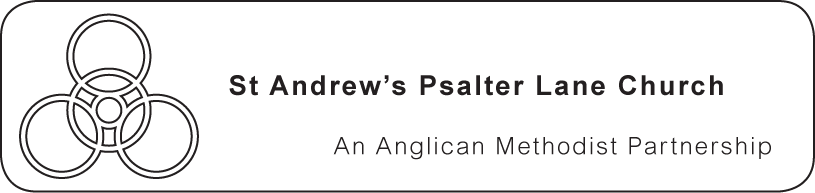 St Andrew’s Psalter Lane Church
An Anglican Methodist Partnership